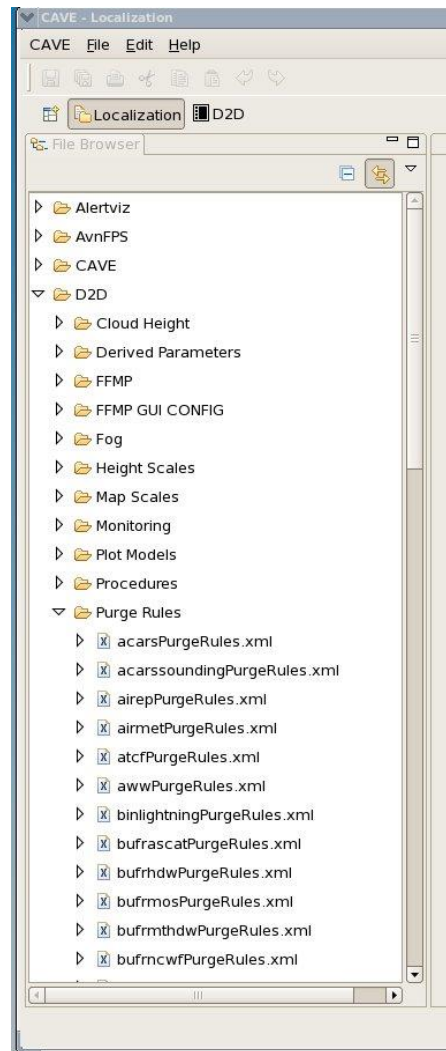 CAVE - Localization
CAVE File Edit Help
Localization D2D
File Browser
Alertviz
AvnFPS
CAVE
D2D
Cloud Height
Derived Parameters
FFMP
FFMP GUI CONFIG
Fog
Height Scales
Map Scales
Monitoring
Plot Models
Procedures
Purge Rules
acarsPurgeRules.xml
acarssoundingPurgeRules.xml
airepPurgeRules.xml
airmetPurgeRules.xml
atcfPurgeRules.xml
awwPurgeRules.xml
binlightningPurgeRules.xml
bufrascatPurgeRules.xml
bufrhdwPurgeRules.xml
bufrmosPurgeRules.xml
bufrmthdwPurgeRules.xml
bufrncwfPurgeRules.xml